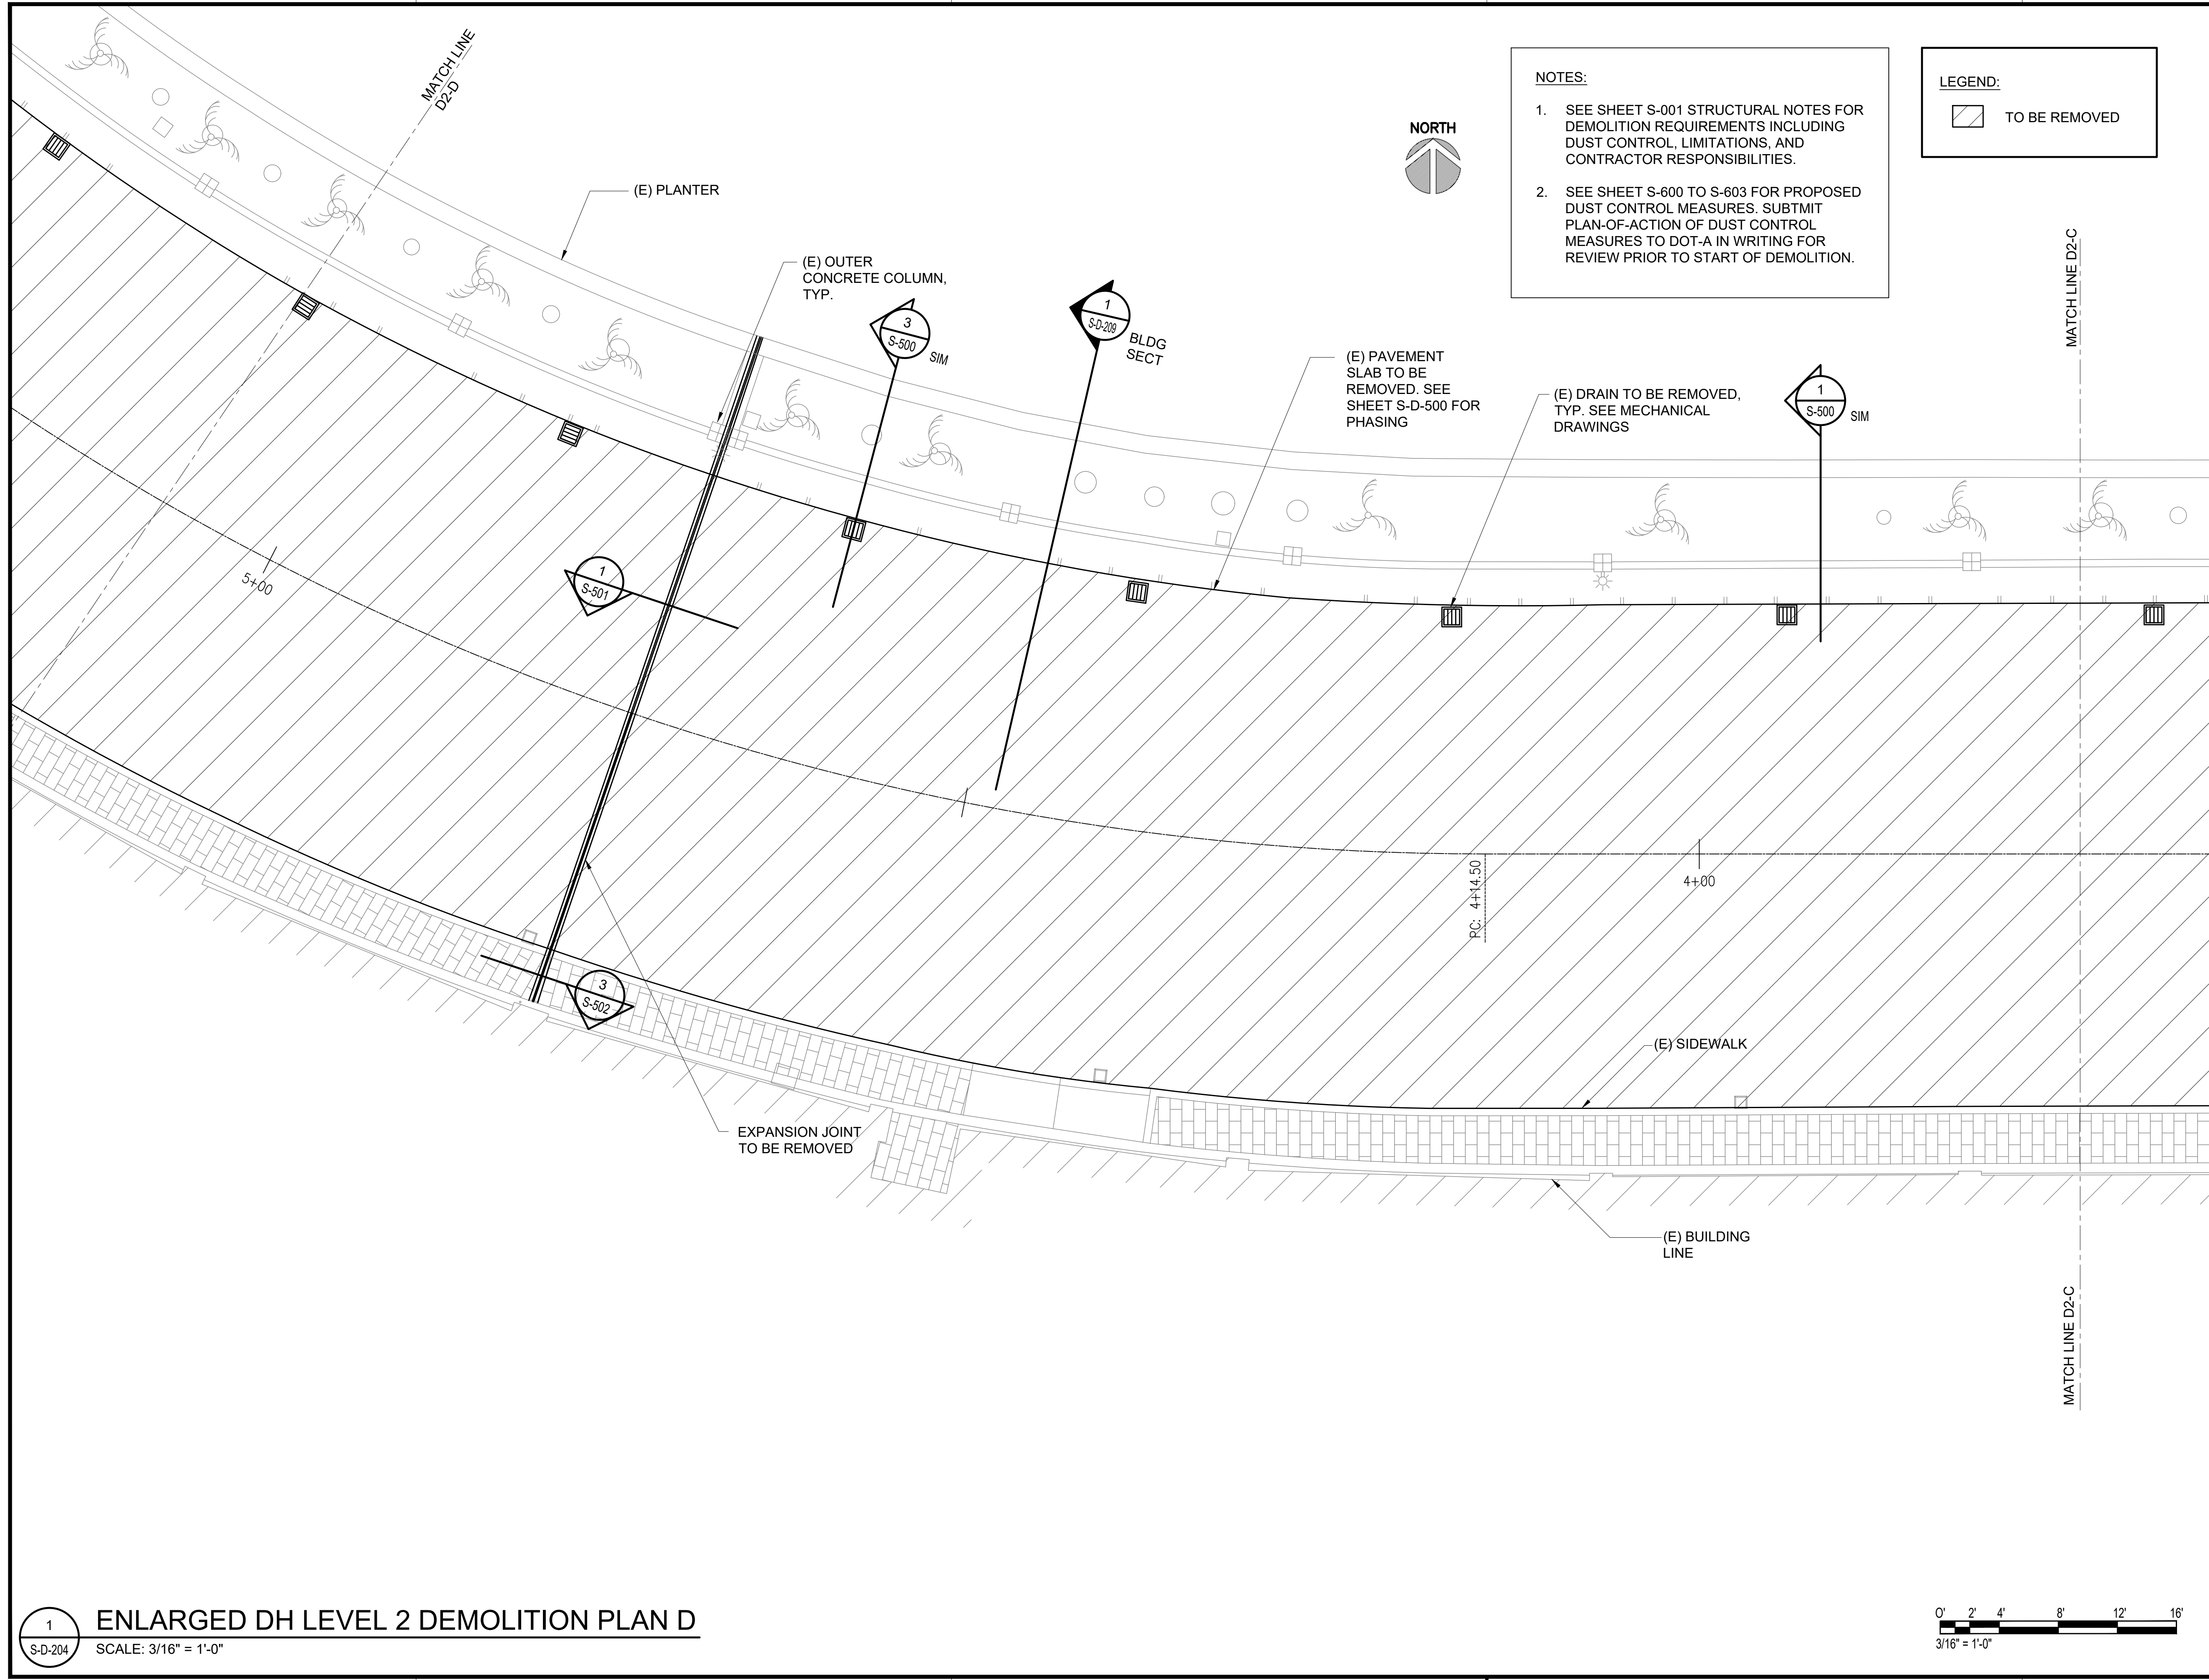 MATCH LINE
D2-D
(E) PLANTER
(E) OUTER
CONCRETE COLUMN,
TYP.
3
S-500
SIM
1
S-D-209
BLDG
SECT
NORTH
NOTES:
1. SEE SHEET S-001 STRUCTURAL NOTES FOR
DEMOLITION REQUIREMENTS INCLUDING
DUST CONTROL, LIMITATIONS, AND
CONTRACTOR RESPONSIBILITIES.
2. SEE SHEET S-600 TO S-603 FOR PROPOSED
DUST CONTROL MEASURES. SUBTMIT
PLAN-OF-ACTION OF DUST CONTROL
MEASURES TO DOT-A IN WRITING FOR
REVIEW PRIOR TO START OF DEMOLITION.
LEGEND:
TO BE REMOVED
MATCH LINE D2-C
(E) PAVEMENT
SLAB TO BE
REMOVED. SEE
SHEET S-D-500 FOR
PHASING
(E) DRAIN TO BE REMOVED,
TYP. SEE MECHANICAL
DRAWINGS
1
S-500
SIM
5+00
1
S-501
PC: 4+14.50
4+00
3
S-502
(E) SIDEWALK
EXPANSION JOINT
TO BE REMOVED
(E) BUILDING
LINE
MATCH LINE D2-C
1
S-D-204
ENLARGED DH LEVEL 2 DEMOLITION PLAN D
SCALE: 3/16" = 1'-0"
O' 2' 4' 8' 12' 16'
3/16" = 1'-0"